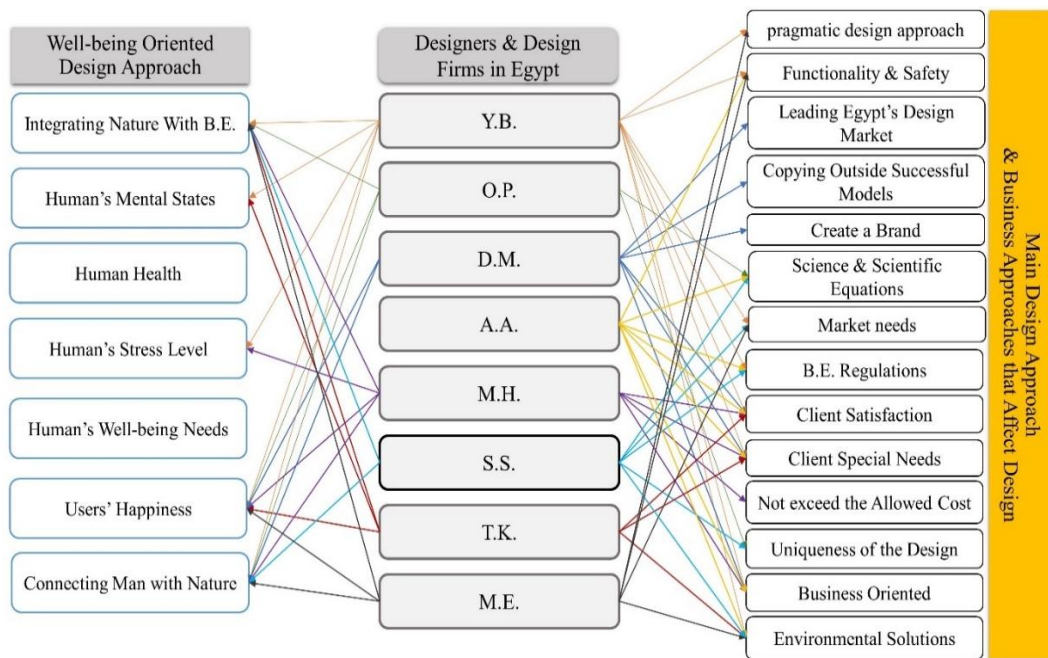 Well-being Oriented
Design Approach
Integrating Nature With B.E.
Human's Mental States
Human Health
Human's Stress Level
Human's Well-being Needs
Users' Happiness
Connecting Man with Nature
Designers & Design
Firms in Egypt
Y.B.
O.P.
D.M.
A.A.
M.H.
S.S.
T.K.
M.E.
pragmatic design approach
Functionality & Safety
Leading Egypt's Design
Market
Copying Outside Successful
Models
Create a Brand
Science & Scientific
Equations
Market needs
B.E. Regulations
Client Satisfaction
Client Special Needs
Not exceed the Allowed Cost
Uniqueness of the Design
Business Oriented
Environmental Solutions
Main Design Approach
& Business Approaches that Affect Design